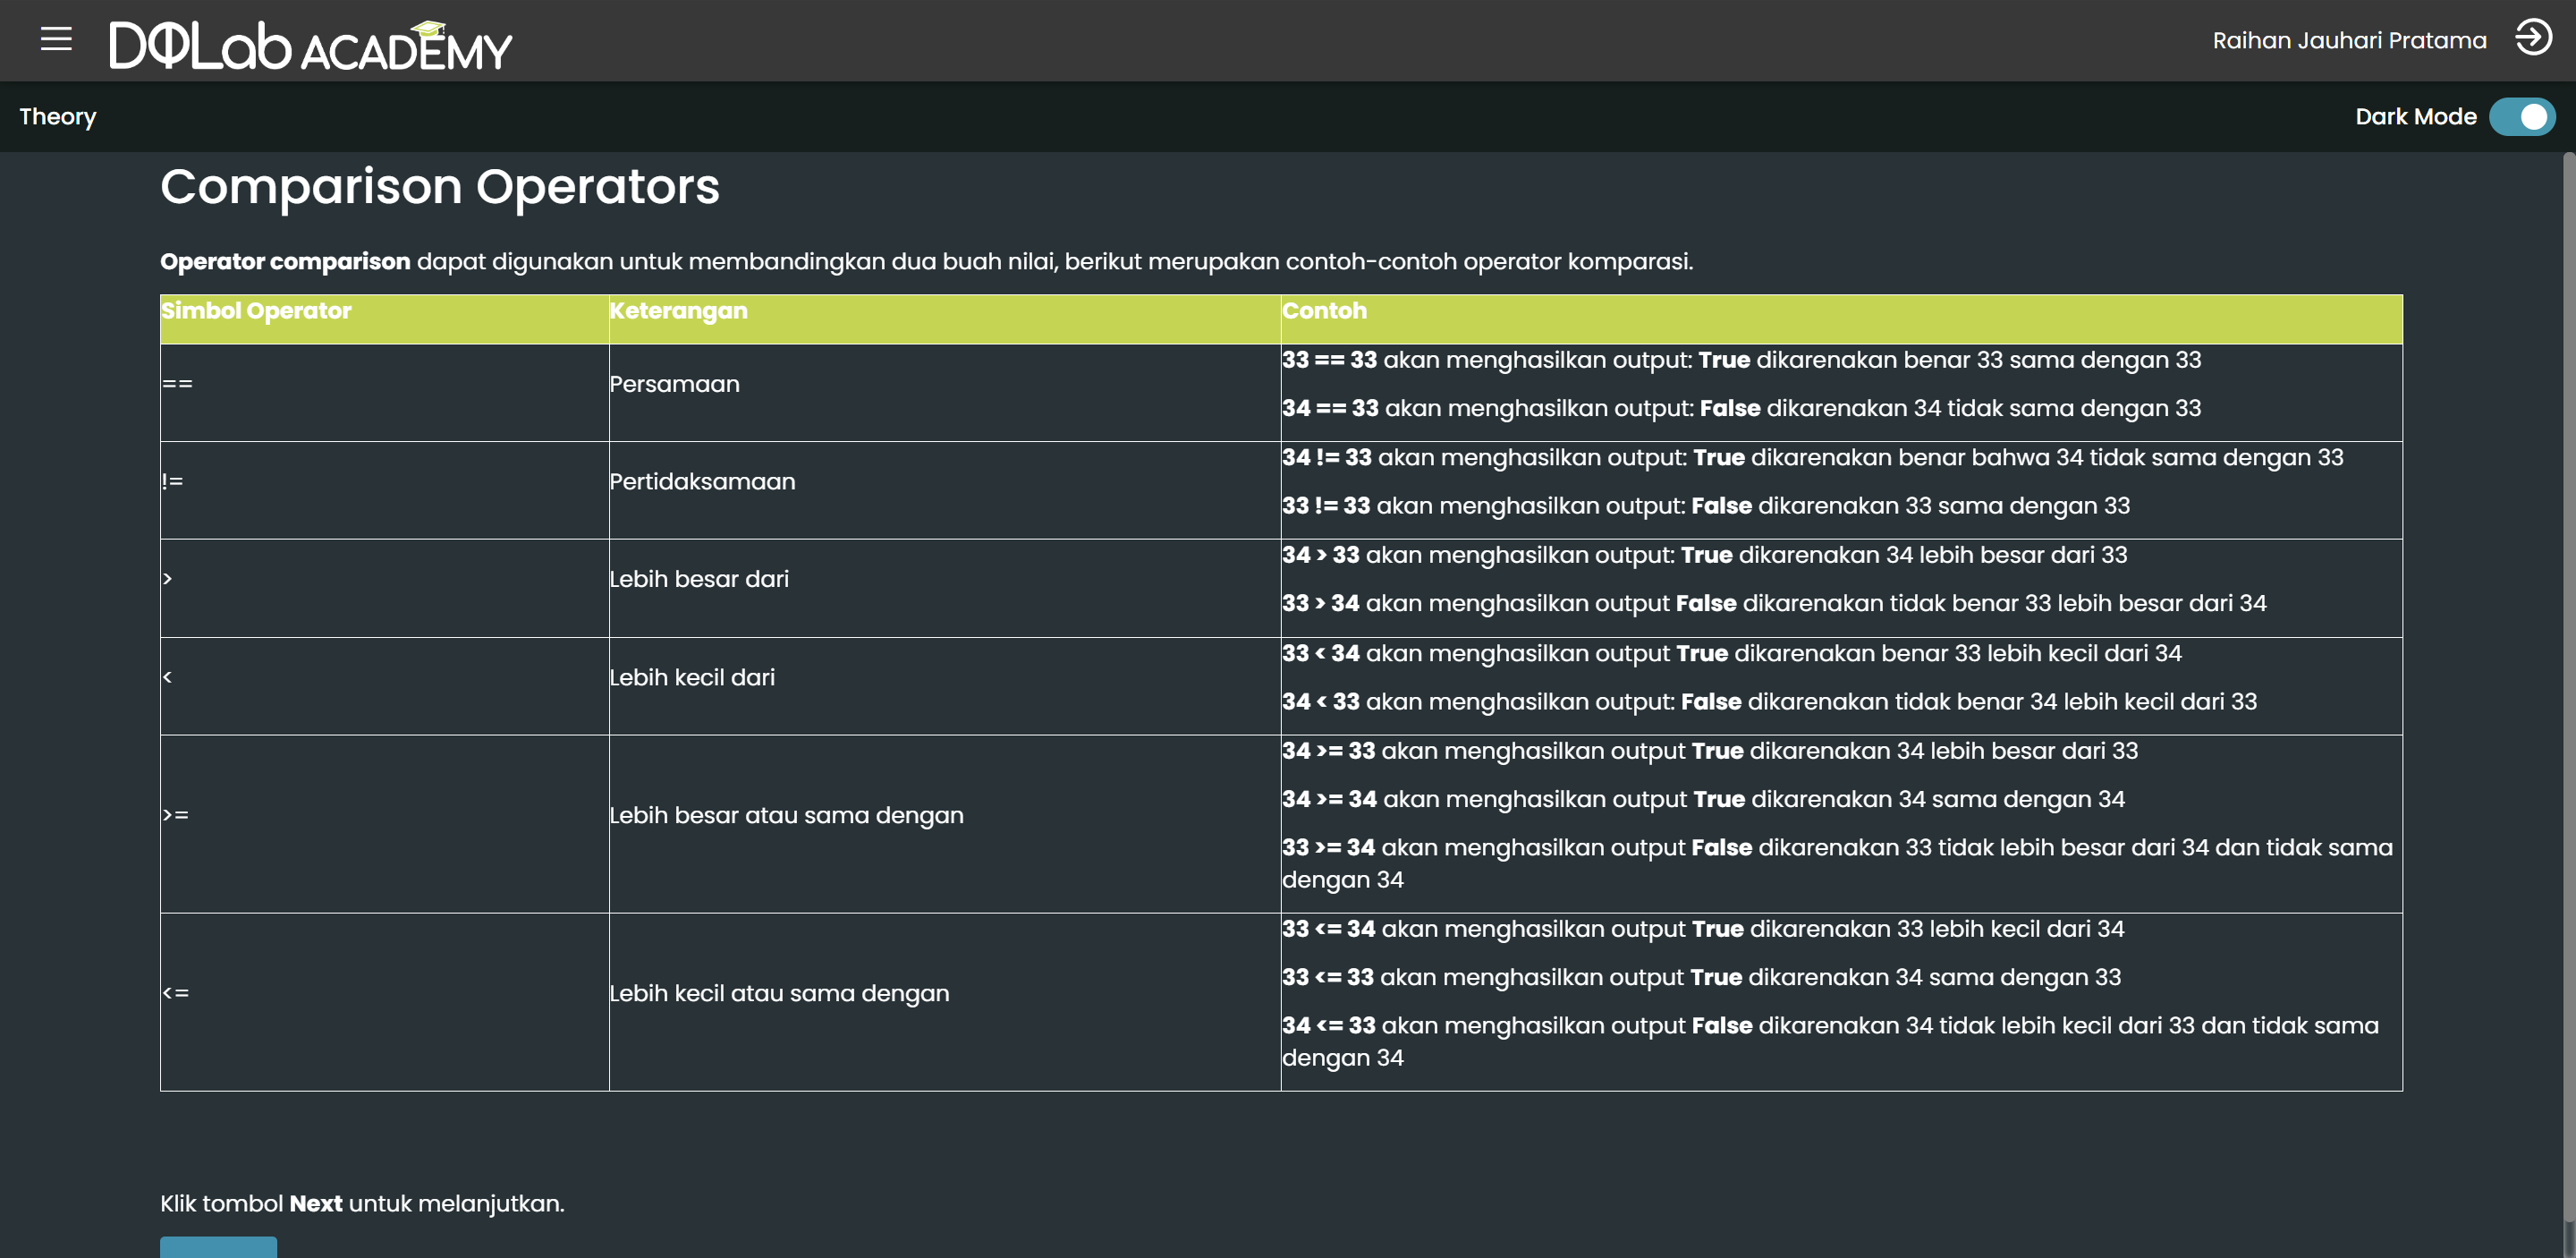 DQLab ACADEMY
Raihan Jauhari Pratama
Theory
Dark Mode
Comparison Operators
Operator comparison dapat digunakan untuk membandingkan dua buah nilai, berikut merupakan contoh-contoh operator komparasi.
Simbol Operator Keterangan Contoh
== Persamaan
33 == 33 akan menghasilkan output: True dikarenakan benar 33 sama dengan 33
34 == 33 akan menghasilkan output: False dikarenakan 34 tidak sama dengan 33
!= Pertidaksamaan
34 != 33 akan menghasilkan output: True dikarenakan benar bahwa 34 tidak sama dengan 33
33 != 33 akan menghasilkan output: False dikarenakan 33 sama dengan 33
> Lebih besar dari
34 > 33 akan menghasilkan output: True dikarenakan 34 lebih besar dari 33
33 > 34 akan menghasilkan output False dikarenakan tidak benar 33 lebih besar dari 34
< Lebih kecil dari
33 < 34 akan menghasilkan output True dikarenakan benar 33 lebih kecil dari 34
34 < 33 akan menghasilkan output: False dikarenakan tidak benar 34 lebih kecil dari 33
>= Lebih besar atau sama dengan
34 >= 33 akan menghasilkan output True dikarenakan 34 lebih besar dari 33
34 >= 34 akan menghasilkan output True dikarenakan 34 sama dengan 34
33 >= 34 akan menghasilkan output False dikarenakan 33 tidak lebih besar dari 34 dan tidak sama
dengan 34
<= Lebih kecil atau sama dengan
33 <= 34 akan menghasilkan output True dikarenakan 33 lebih kecil dari 34
33 <= 33 akan menghasilkan output True dikarenakan 34 sama dengan 33
34 <= 33 akan menghasilkan output False dikarenakan 34 tidak lebih kecil dari 33 dan tidak sama
dengan 34
Klik tombol Next untuk melanjutkan.